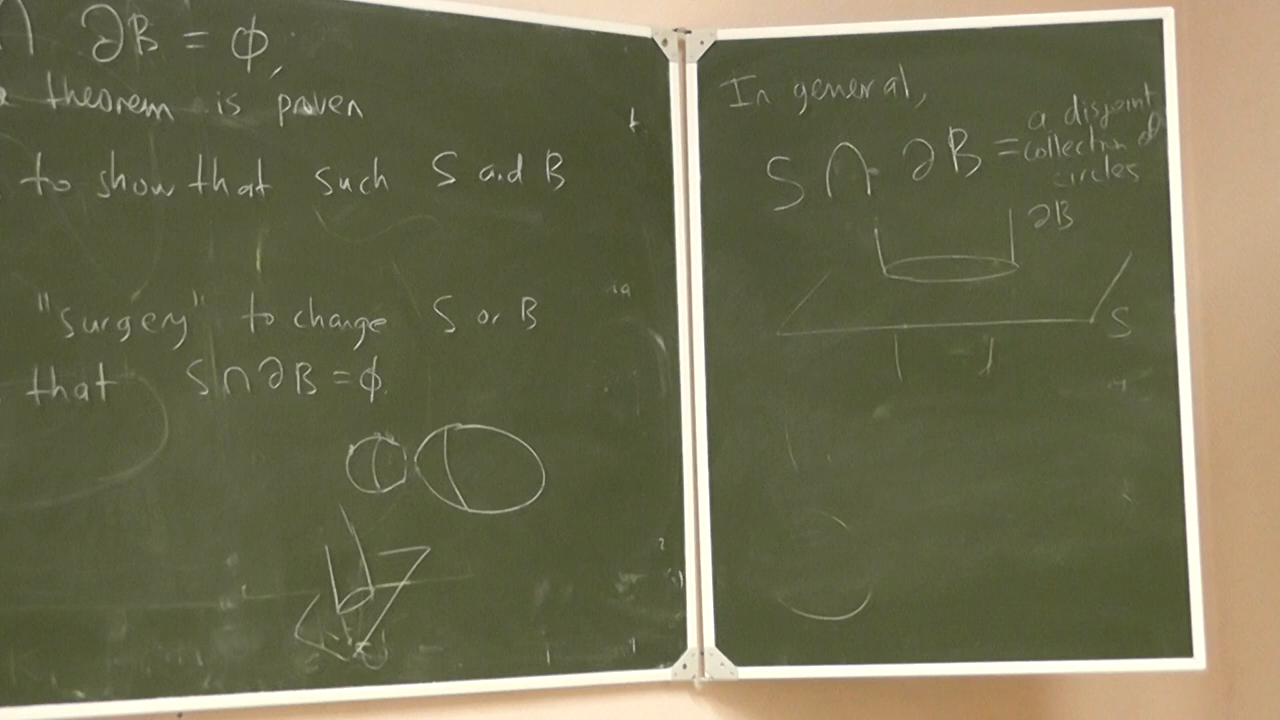 ∩ ∂B = ϕ,
theorem is proven
to show that such S and B
"surgery" to change S or B
that S∩∂B = ϕ.
In general,
S ∩ ∂B = a disjoint
collection of
circles
∂B
S